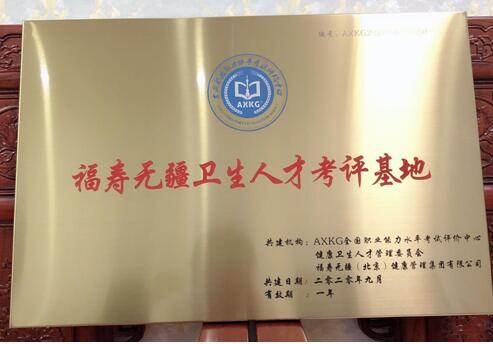 编号：AXKG
AXKG
福寿无疆卫生人才考评基地
共建机构：AXKG全国职业能力水平考试评价中心
健康卫生人才管理委员会
福寿无疆（北京）健康管理集团有限公司
共建日期：二零二零年九月
有效期：一年